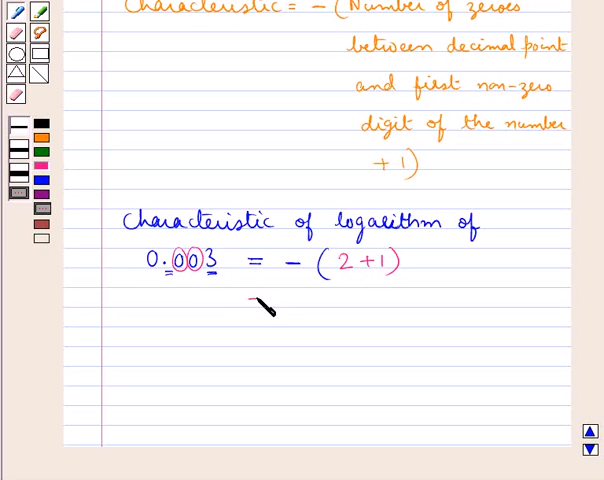 Characteristic = - (Number of zeroes
between decimal point
and first non-zero
digit of the number
+1)
Characteristic of logarithm of
0.003 = - (2+1)